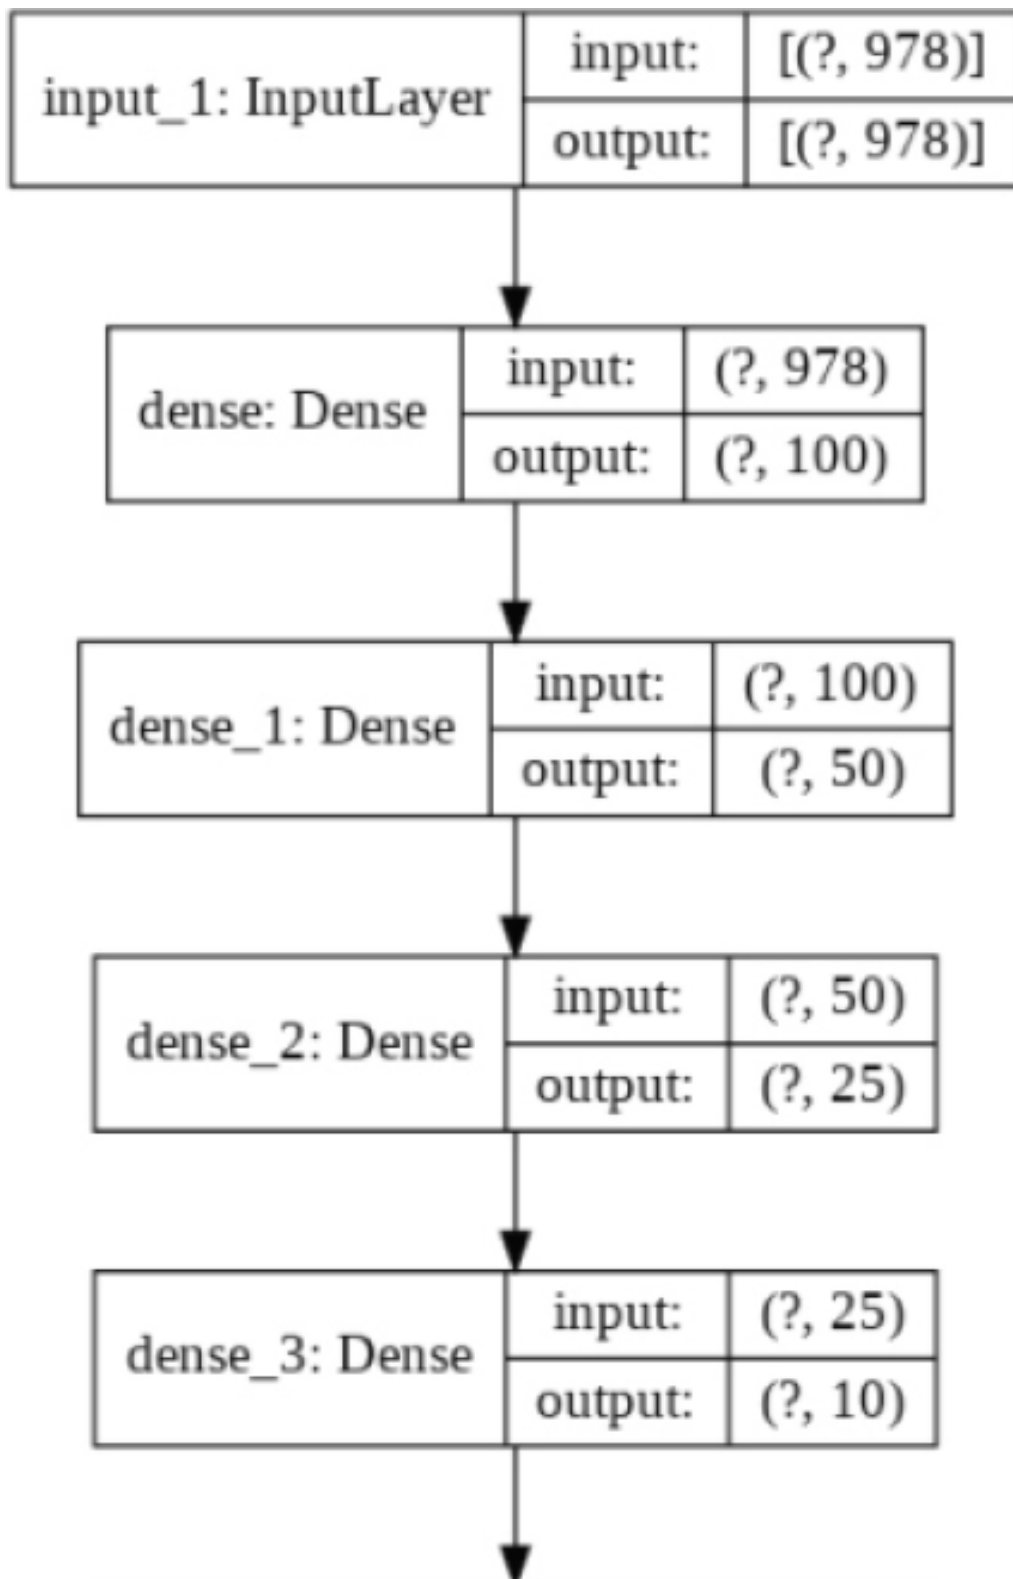 input_1: InputLayer
input: [(?, 978)]
output: [(?, 978)]
dense: Dense
input: (?, 978)
output: (?, 100)
dense_1: Dense
input: (?, 100)
output: (?, 50)
dense_2: Dense
input: (?, 50)
output: (?, 25)
dense_3: Dense
input: (?, 25)
output: (?, 10)